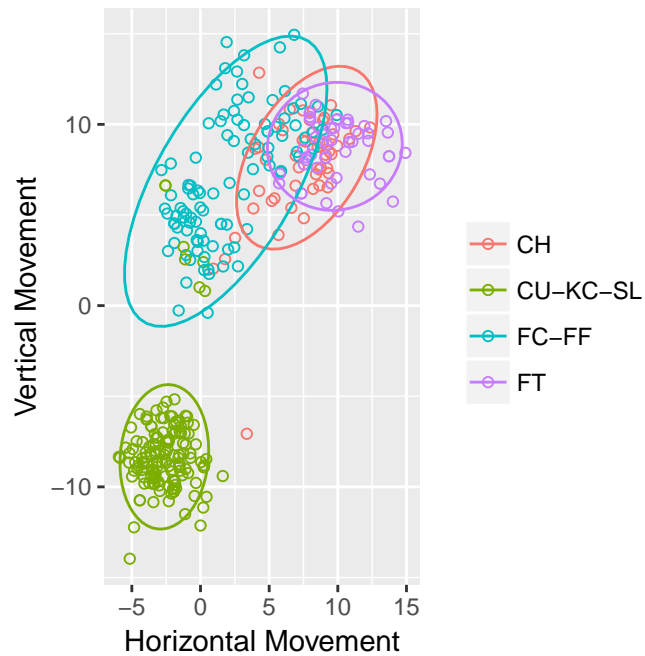 Vertical Movement
10
0
−10
−5
0
5
10
15
Horizontal Movement
CH
CU−KC−SL
FC−FF
FT